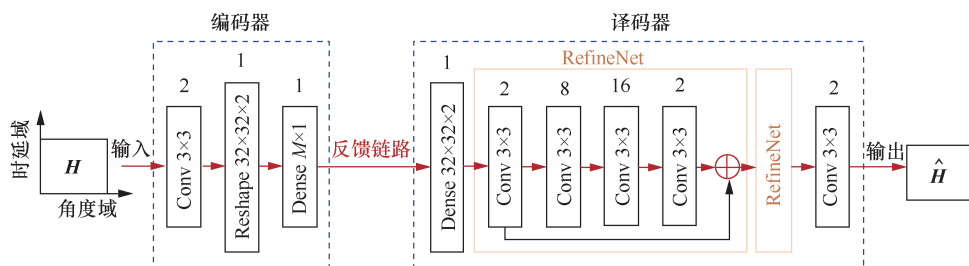 编码器
译码器
RefineNet
2
1
1
1
2
8
16
2
2
时延域
H
角度域
输入
Conv 3×3
Reshape 32×32×2
Dense M×1
反馈链路
Dense 32×32×2
Conv 3×3
Conv 3×3
Conv 3×3
Conv 3×3
RefineNet
Conv 3×3
输出
Ĥ